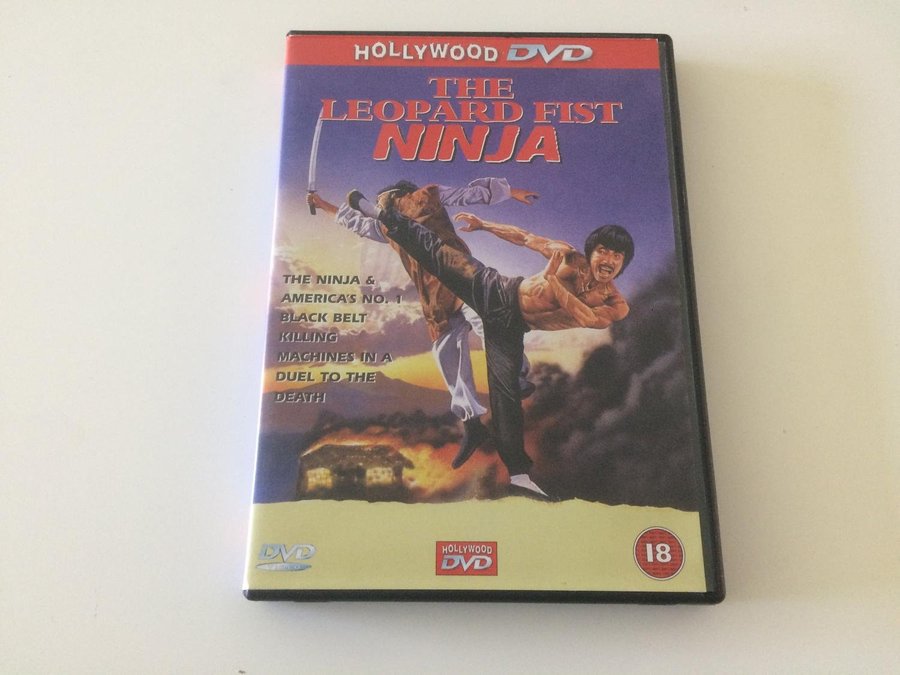 HOLLYWOOD DVD
THE
LEOPARD FIST
NINJA
THE NINJA &
AMERICA'S NO. 1
BLACK BELT
KILLING
MACHINES IN A
DUEL TO THE
DEATH
DVD
VIDEO
HOLLYWOOD
DVD
18